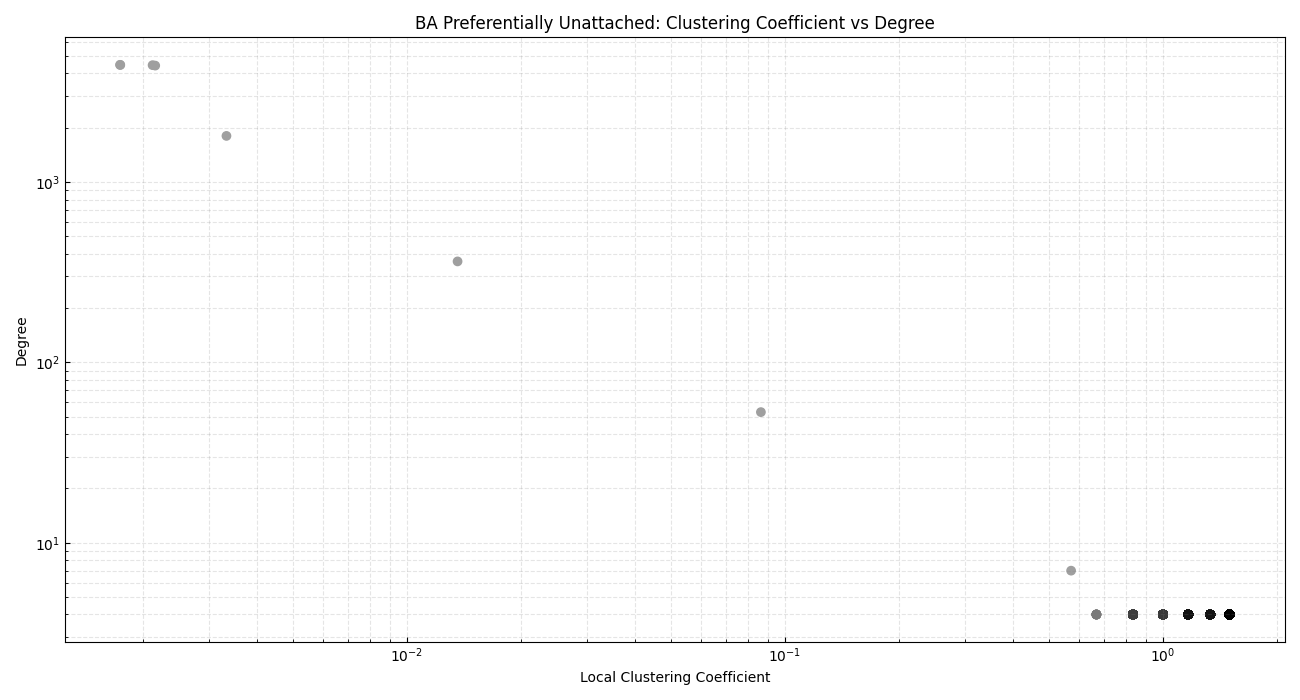 BA Preferentially Unattached: Clustering Coefficient vs Degree
Degree
10³
10²
10¹
10⁻²
10⁻¹
10⁰
Local Clustering Coefficient